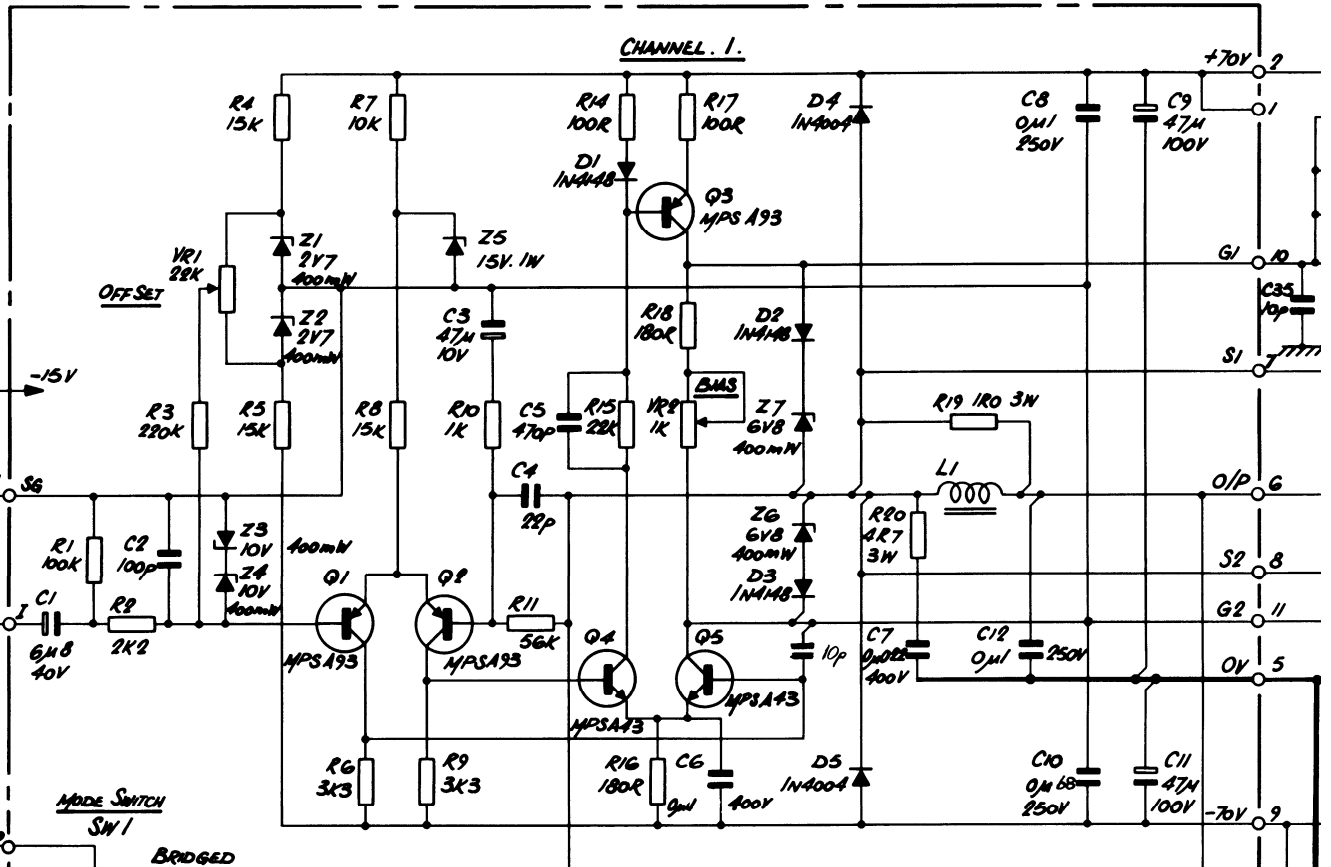 CHANNEL. 1.
+70V 2
1
R4
15K
R7
10K
R14
100R
R17
100R
D4
1N4004
C8
0µ1
250V
C9
47µ
100V
D1
1N4148
Q3
MPS A93
Z1
2V7
400mW
Z5
15V. 1W
VR1
22K
OFFSET
G1 10
C35
10p
Z2
2V7
400mW
C3
47µ
10V
R18
180R
D2
1N4148
S1 7
-15V
BIAS
R3
220K
R5
15K
R8
15K
R10
1K
C5
470p
R15
22K
VR2
1K
Z7
6V8
400mW
R19 1R0 3W
C4
22p
L1
O/P 6
SG
R1
100K
C2
100p
Z3
10V 400mW
Z4
10V
400mW
Z6
6V8
400mW
R20
4R7
3W
D3
1N4148
S2 8
Q1
MPSA93
Q2
MPSA93
R11
56K
I
C1
6µ8
40V
R2
2K2
G2 11
Q4
MPSA43
Q5
MPSA43
10p
C7
0µ022
400V
C12
0µ1
250V
0V 5
R6
3K3
R9
3K3
R16
180R
C6
400V
D5
1N4004
C10
250V
C11
47µ
100V
-70V 9
MODE SWITCH
SW1
BRIDGED